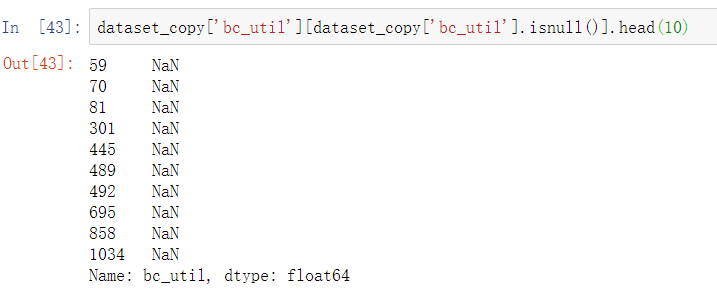 In [43]: dataset_copy['bc_util'][dataset_copy['bc_util'].isnull()].head(10)
Out[43]: 59 NaN
70 NaN
81 NaN
301 NaN
445 NaN
489 NaN
492 NaN
695 NaN
858 NaN
1034 NaN
Name: bc_util, dtype: float64